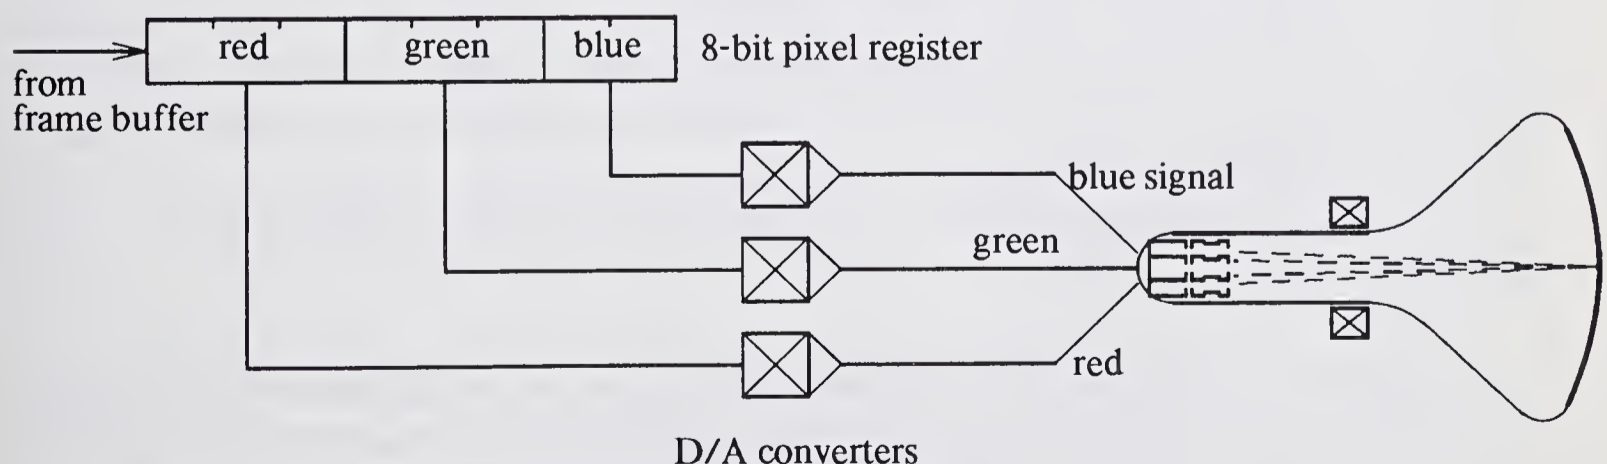 red green blue 8-bit pixel register
from
frame buffer
blue signal
green
red
D/A converters